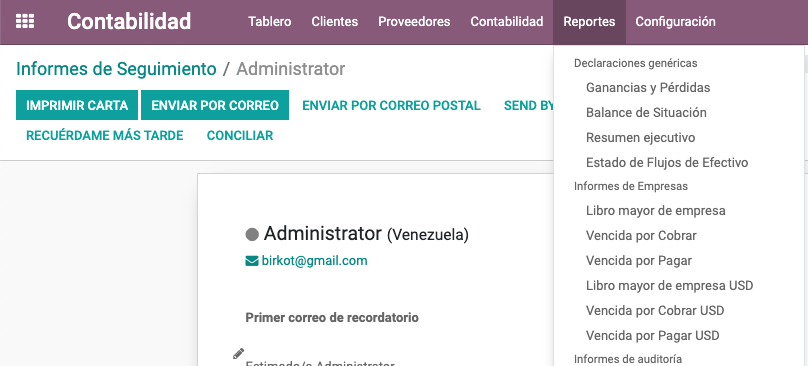 Contabilidad Tablero Clientes Proveedores Contabilidad Reportes Configuración
Informes de Seguimiento / Administrator
IMPRIMIR CARTA ENVIAR POR CORREO ENVIAR POR CORREO POSTAL SEND BY
RECUÉRDAME MÁS TARDE CONCILIAR
Administrator (Venezuela)
birkot@gmail.com
Primer correo de recordatorio
Estimado/a Administrator
Declaraciones genéricas
Ganancias y Pérdidas
Balance de Situación
Resumen ejecutivo
Estado de Flujos de Efectivo
Informes de Empresas
Libro mayor de empresa
Vencida por Cobrar
Vencida por Pagar
Libro mayor de empresa USD
Vencida por Cobrar USD
Vencida por Pagar USD
Informes de auditoría